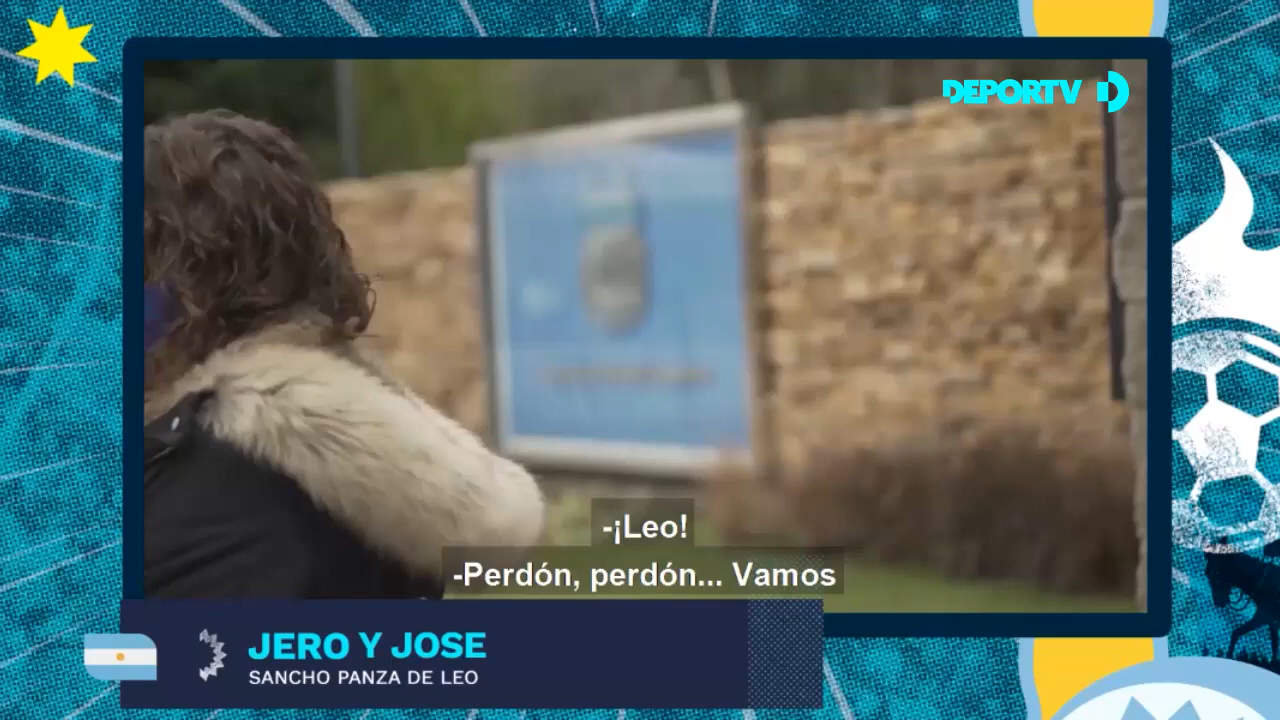 DEPORTV
-¡Leo!
-Perdón, perdón... Vamos
JERO Y JOSE
SANCHO PANZA DE LEO